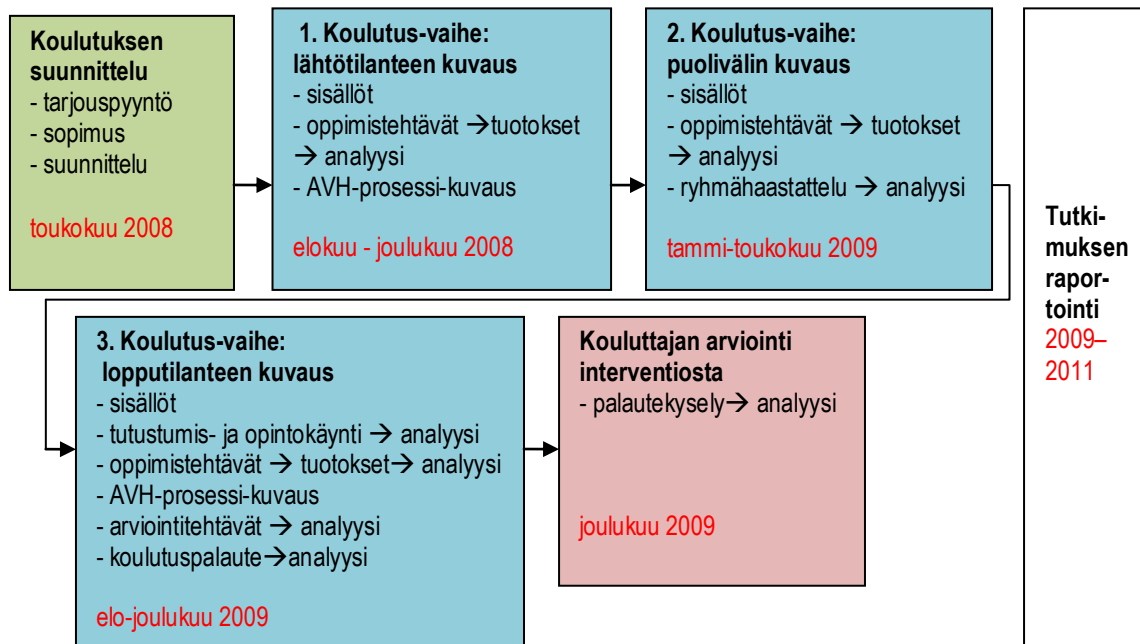 Koulutuksen
suunnittelu
- tarjouspyyntö
- sopimus
- suunnittelu
toukokuu 2008
1. Koulutus-vaihe:
lähtötilanteen kuvaus
- sisällöt
- oppimistehtävät →tuotokset
→ analyysi
- AVH-prosessi-kuvaus
elokuu - joulukuu 2008
2. Koulutus-vaihe:
puolivälin kuvaus
- sisällöt
- oppimistehtävät → tuotokset
→ analyysi
- ryhmähaastattelu → analyysi
tammi-toukokuu 2009
3. Koulutus-vaihe:
lopputilanteen kuvaus
- sisällöt
- tutustumis- ja opintokäynti → analyysi
- oppimistehtävät → tuotokset→ analyysi
- AVH-prosessi-kuvaus
- arviointitehtävät → analyysi
- koulutuspalaute→analyysi
elo-joulukuu 2009
Kouluttajan arviointi
interventiosta
- palautekysely→ analyysi
joulukuu 2009
Tutki-
muksen
rapor-
tointi
2009–
2011